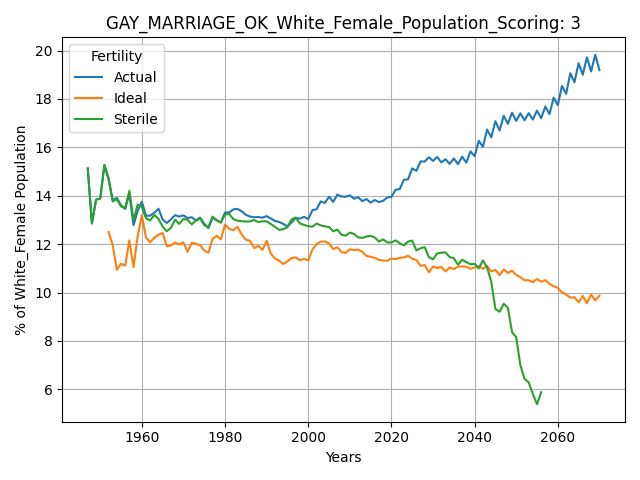 GAY_MARRIAGE_OK_White_Female_Population_Scoring: 3
Fertility
Actual
Ideal
Sterile
% of White_Female Population
20
18
16
14
12
10
8
6
1960 1980 2000 2020 2040 2060
Years